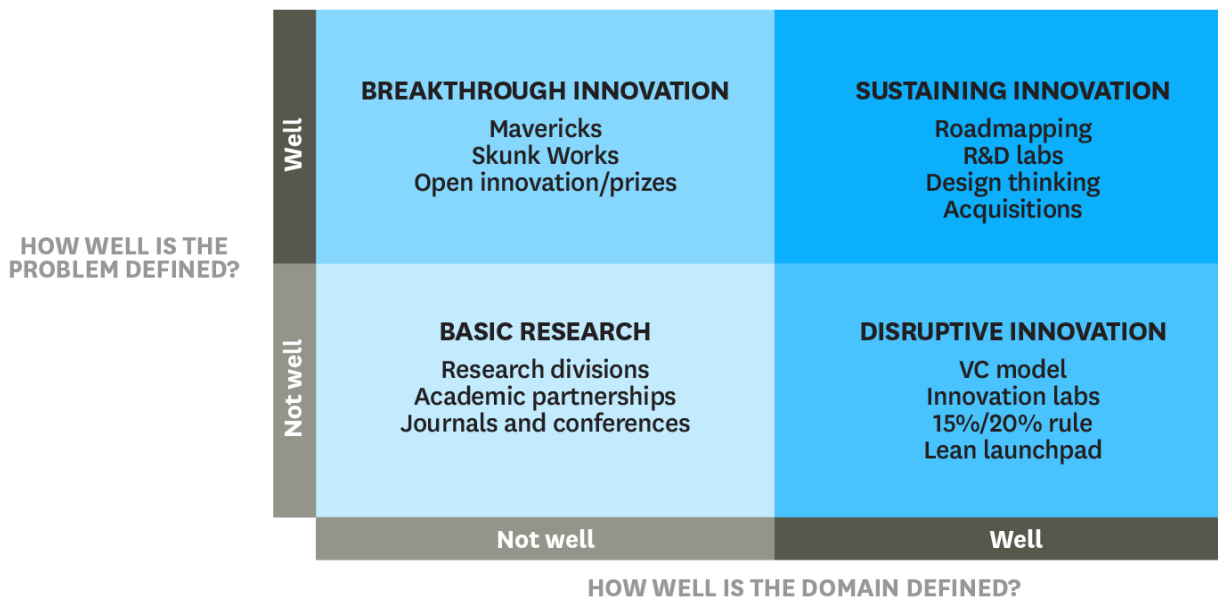 BREAKTHROUGH INNOVATION
Mavericks
Skunk Works
Open innovation/prizes
SUSTAINING INNOVATION
Roadmapping
R&D labs
Design thinking
Acquisitions
Well
HOW WELL IS THE
PROBLEM DEFINED?
Not well
BASIC RESEARCH
Research divisions
Academic partnerships
Journals and conferences
DISRUPTIVE INNOVATION
VC model
Innovation labs
15%/20% rule
Lean launchpad
Not well
Well
HOW WELL IS THE DOMAIN DEFINED?